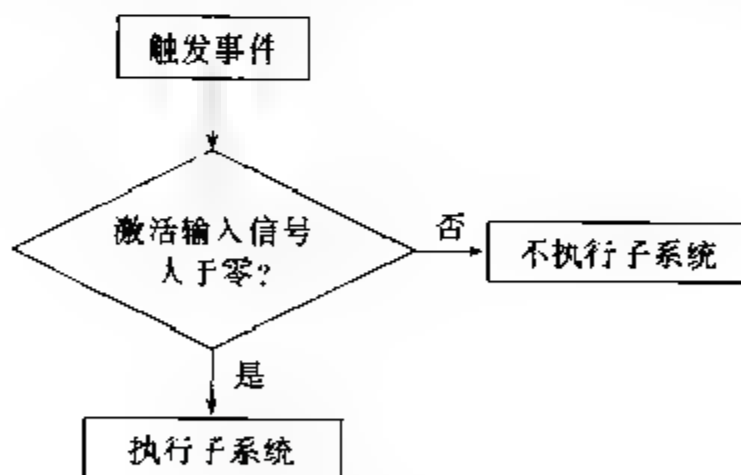 触发事件
激活输入信号
大于零?
否
不执行子系统
是
执行子系统